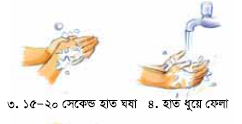 ৩. ১৫-২০ সেকেন্ড হাত ঘষা ৪. হাত ধুয়ে ফেলা